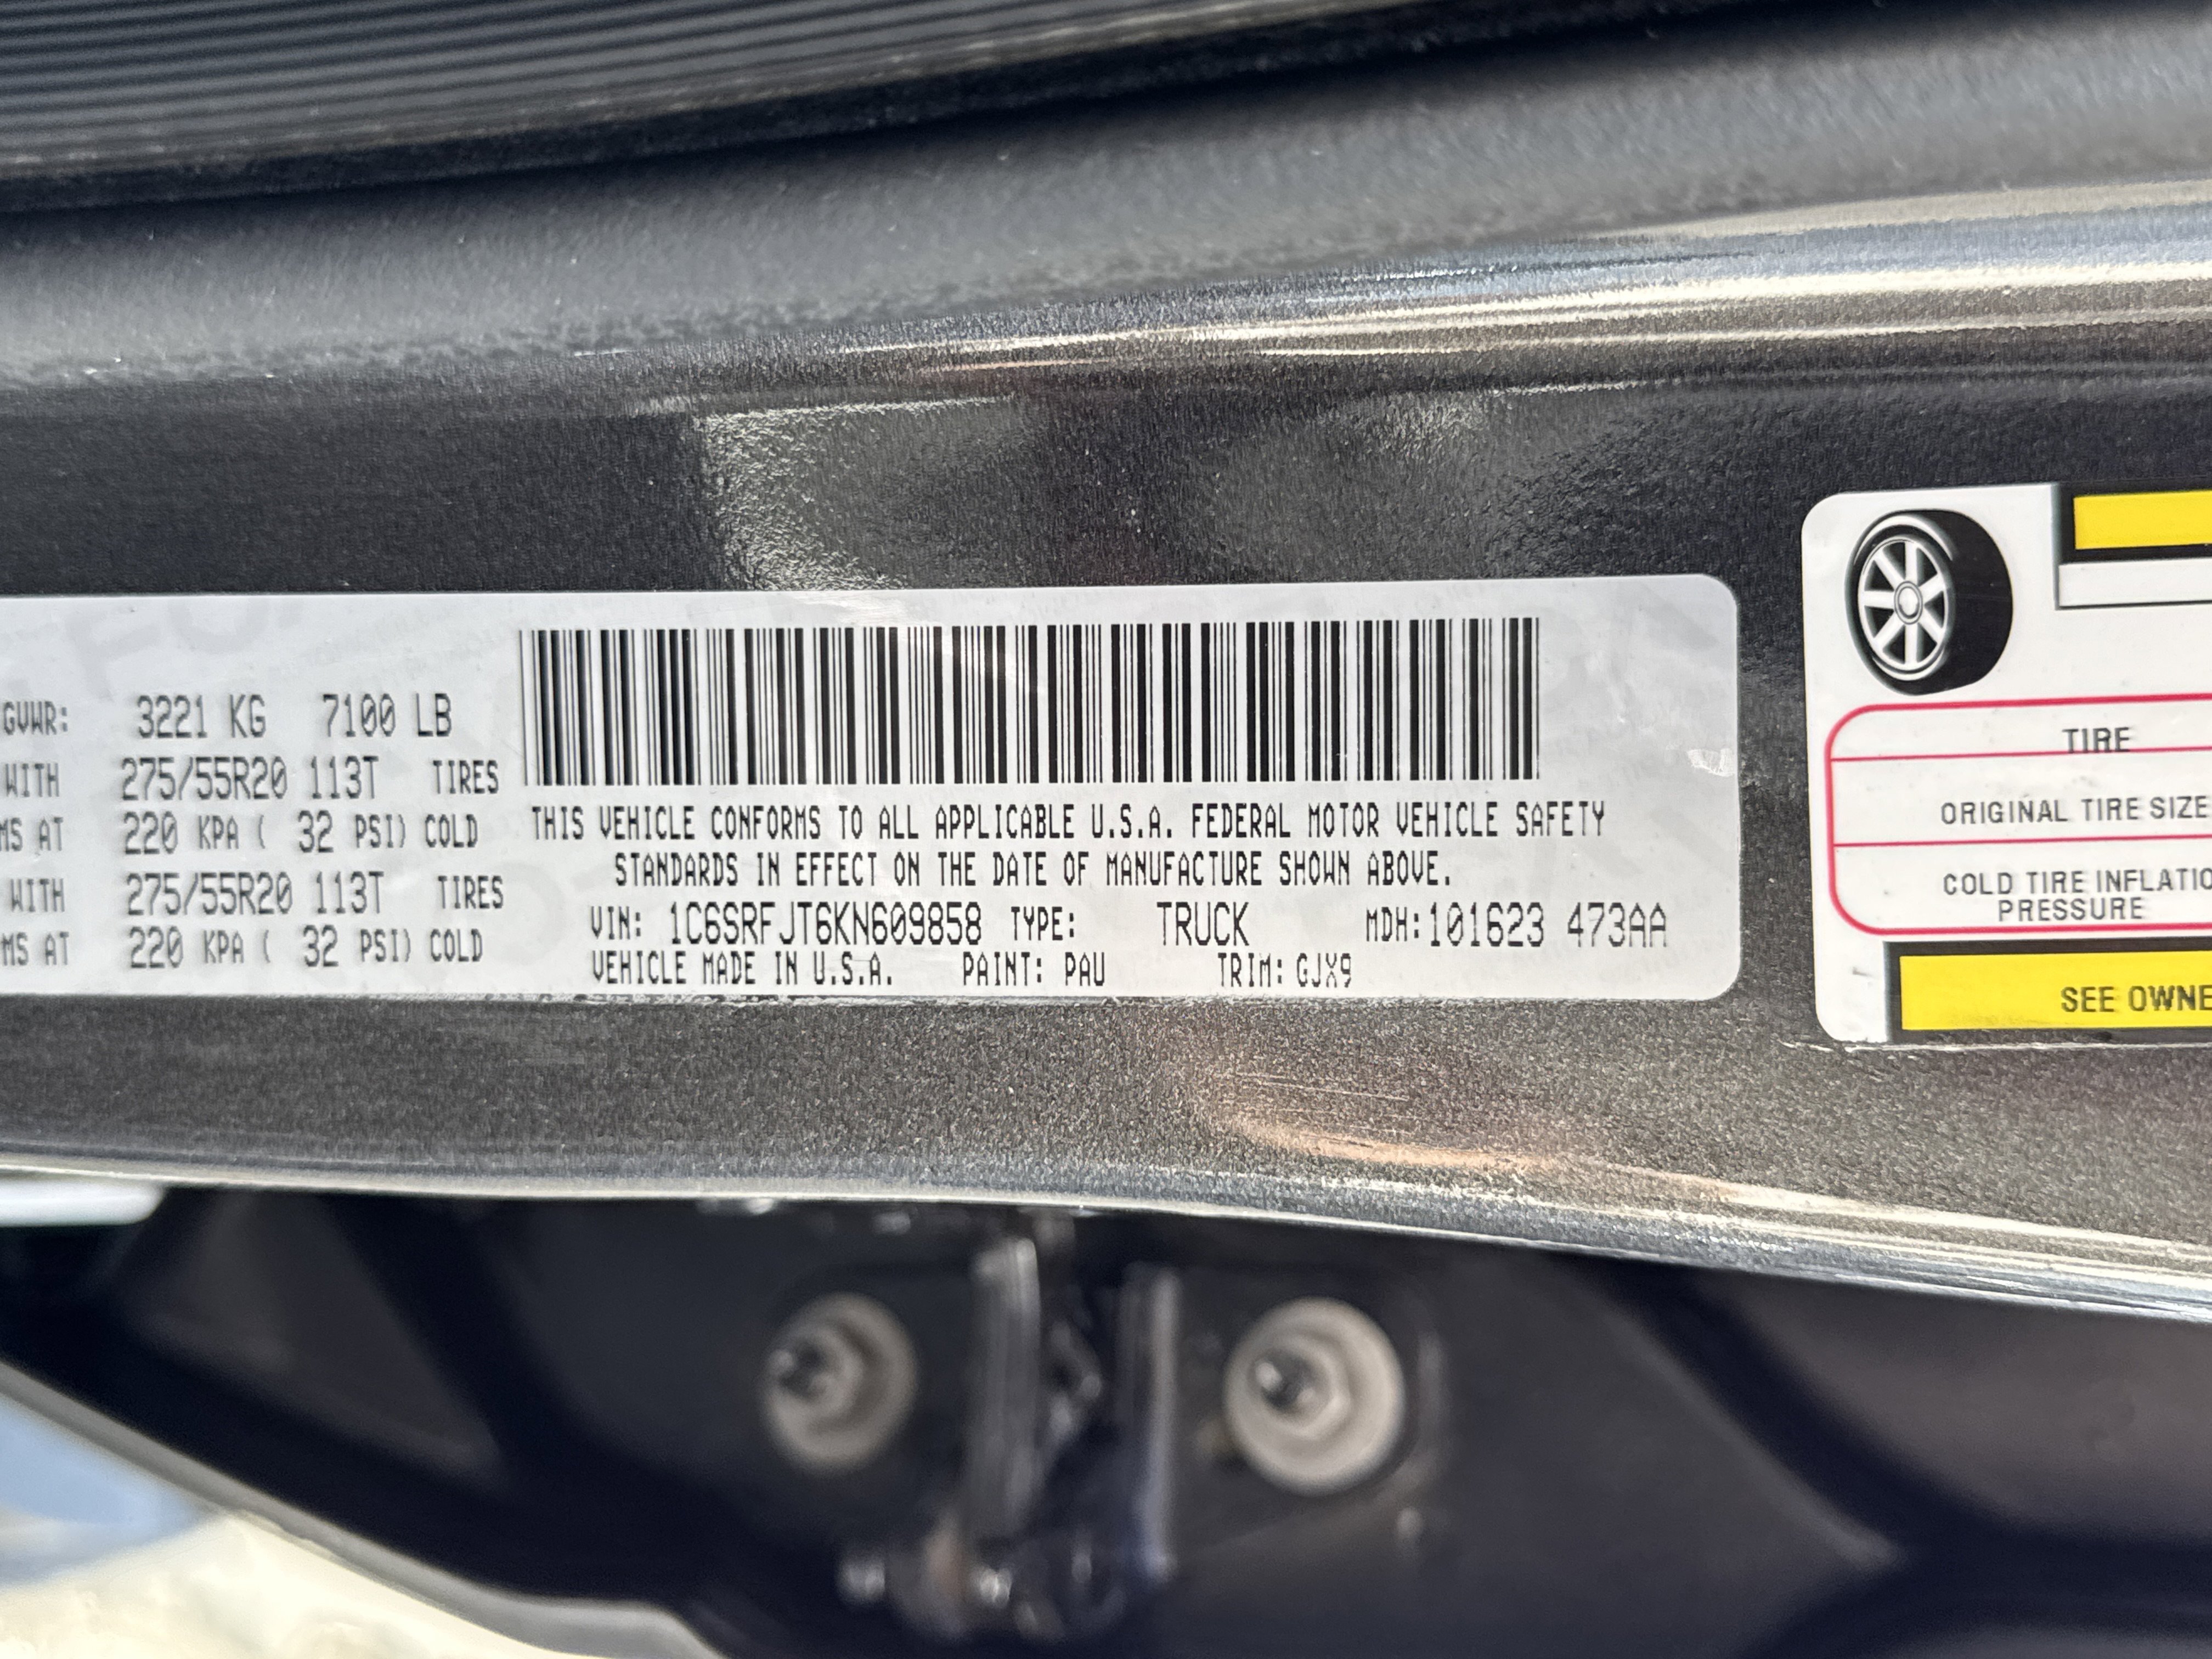 GVWR: 3221 KG 7100 LB
WITH 275/55R20 113T TIRES
MS AT 220 KPA ( 32 PSI) COLD
WITH 275/55R20 113T TIRES
MS AT 220 KPA ( 32 PSI) COLD
THIS VEHICLE CONFORMS TO ALL APPLICABLE U.S.A. FEDERAL MOTOR VEHICLE SAFETY
STANDARDS IN EFFECT ON THE DATE OF MANUFACTURE SHOWN ABOVE.
VIN: 1C6SRFJT6KN609858 TYPE: TRUCK MDH:101623 473AA
VEHICLE MADE IN U.S.A. PAINT: PAU TRIM: GJX9
TIRE
ORIGINAL TIRE SIZE
COLD TIRE INFLATIO
PRESSURE
SEE OWNE